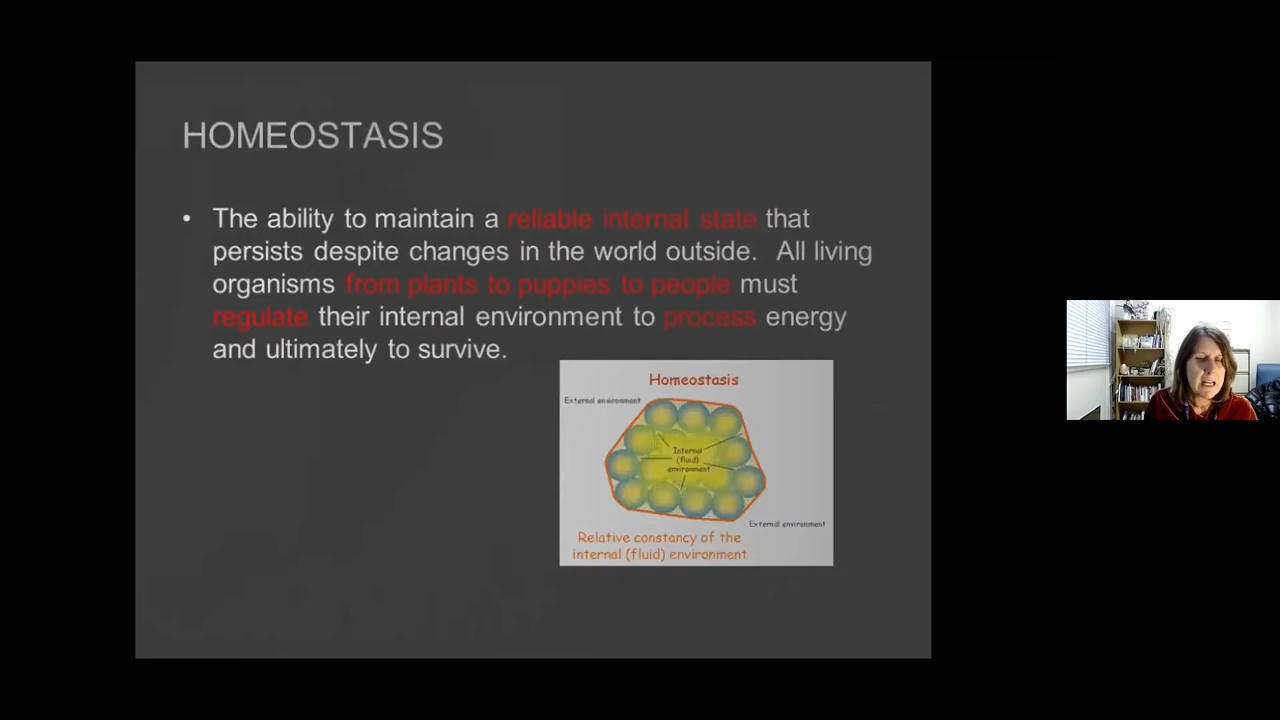 HOMEOSTASIS
• The ability to maintain a reliable internal state that
persists despite changes in the world outside.  All living
organisms from plants to puppies to people must
regulate their internal environment to process energy
and ultimately to survive.
Homeostasis
External environment
Internal
(fluid)
environment
External environment
Relative constancy of the
internal (fluid) environment